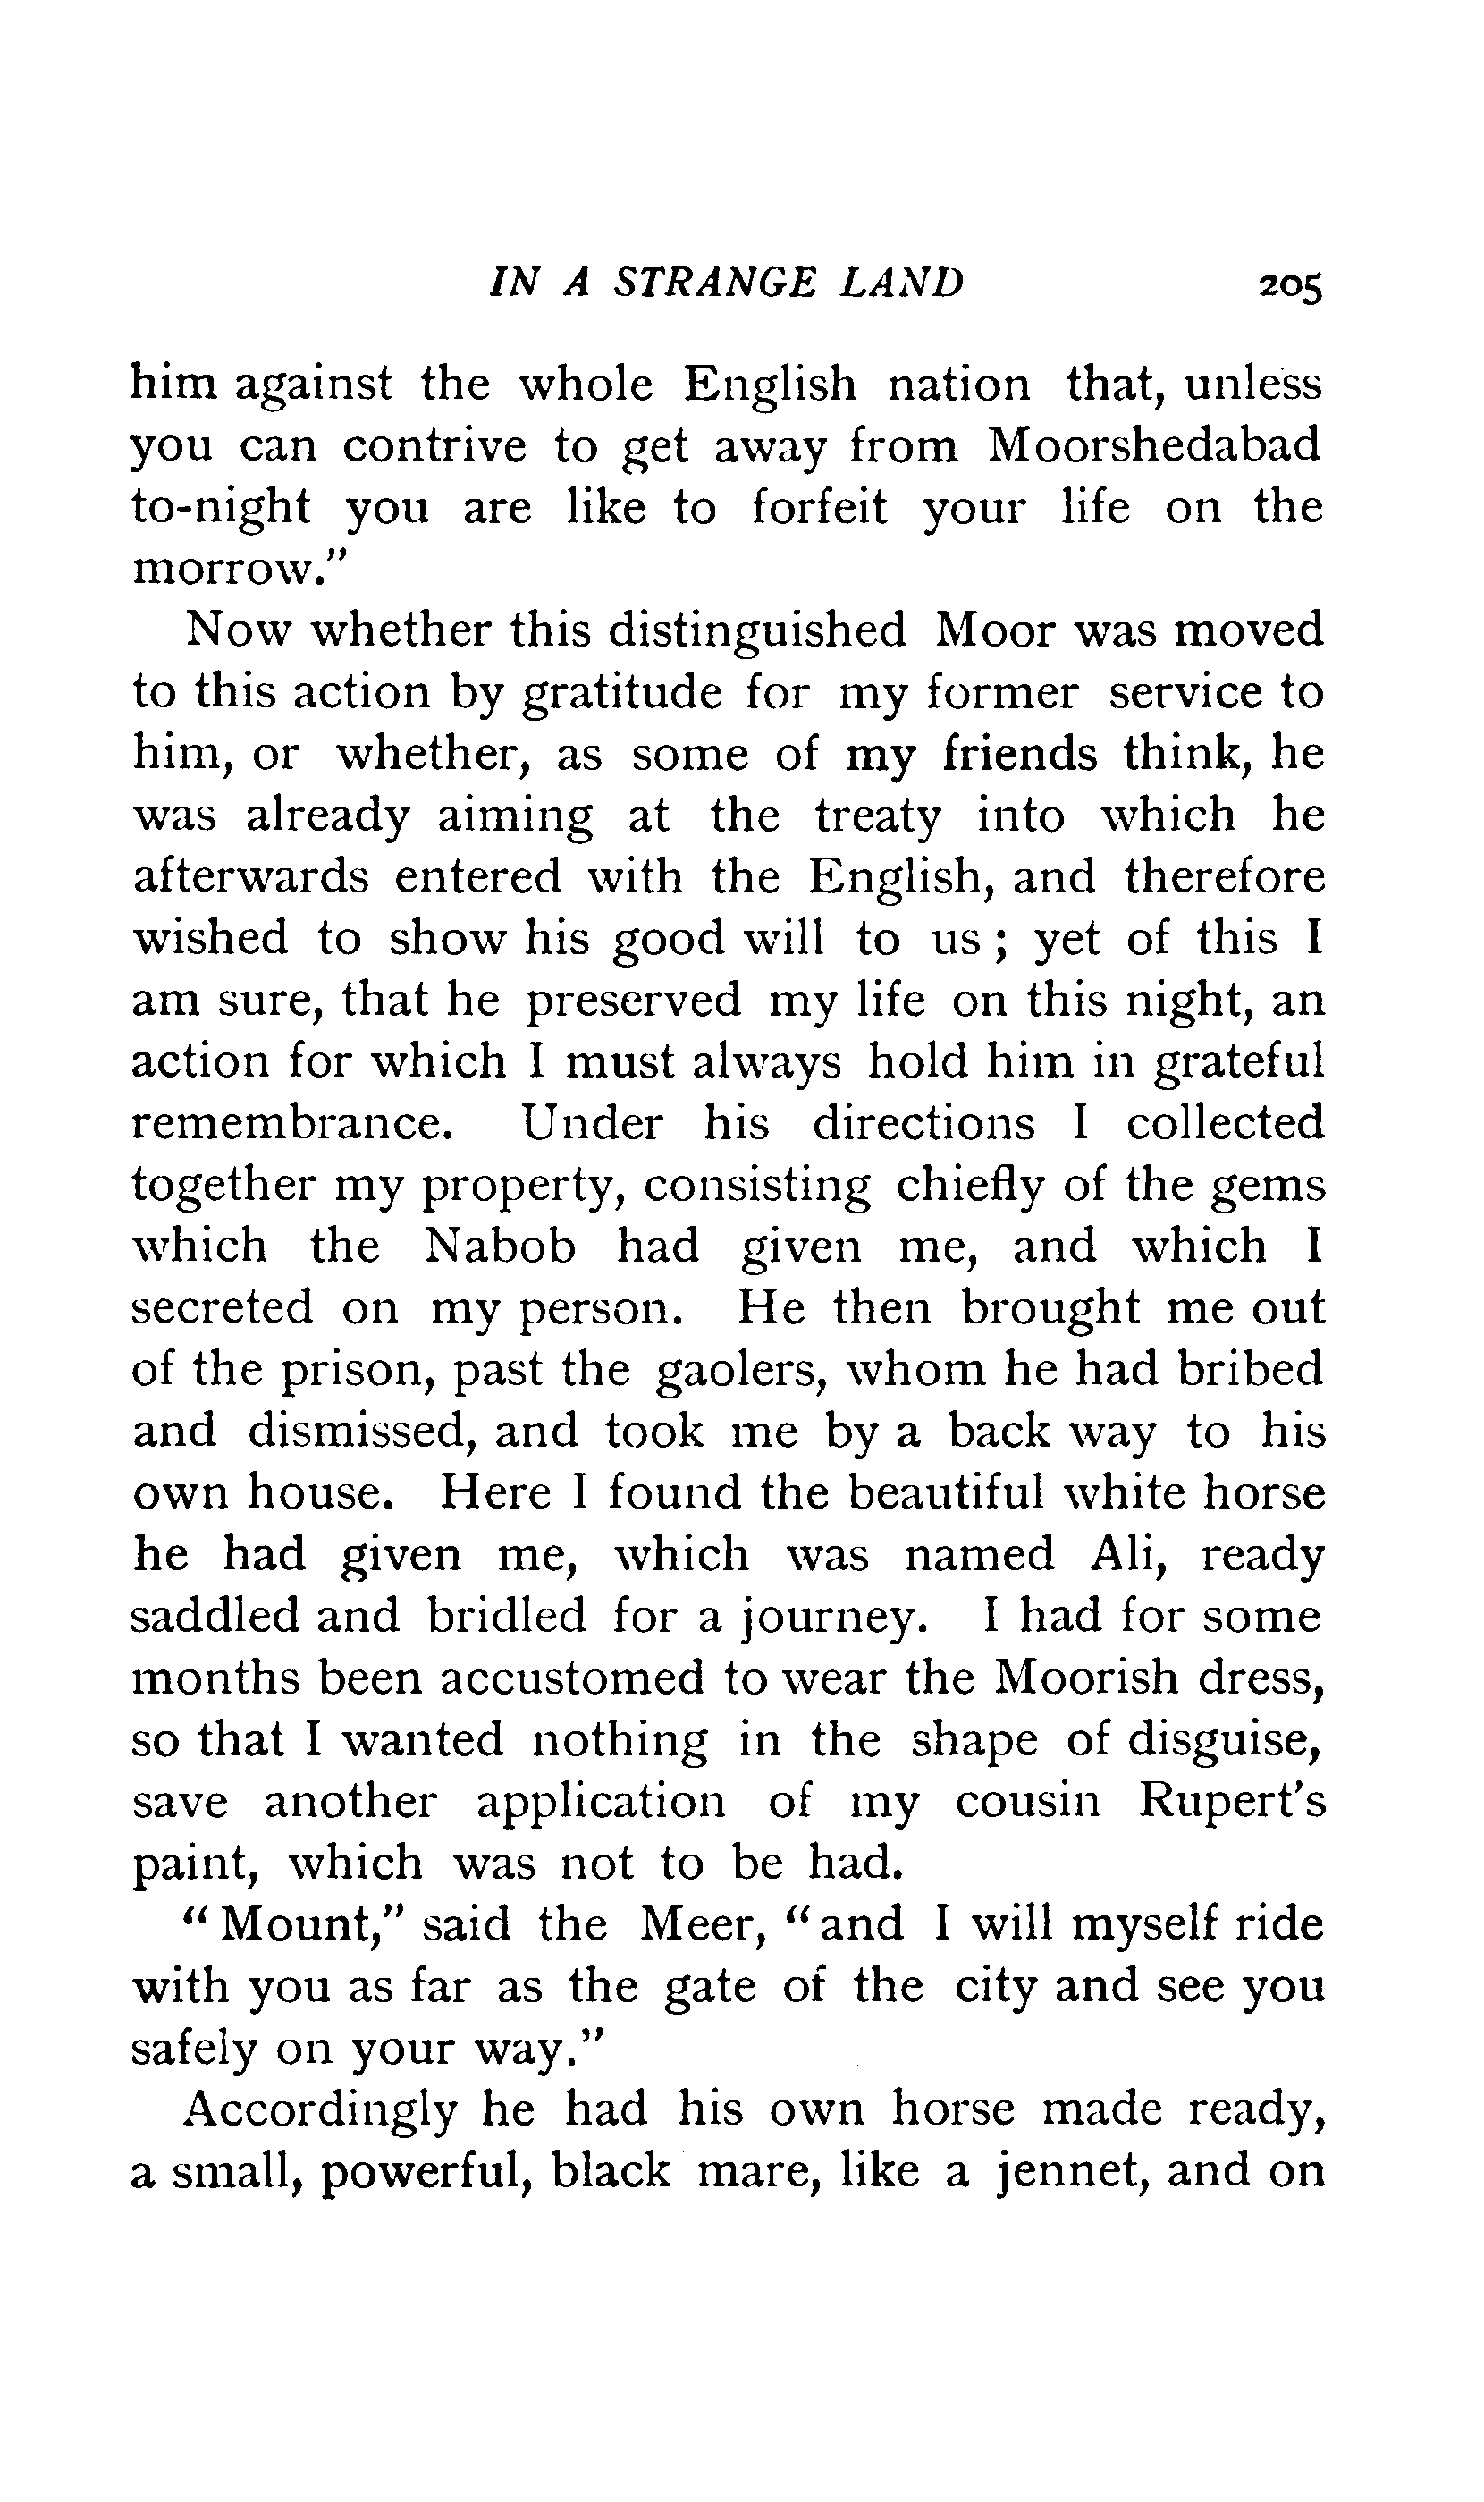 IN A STRANGE LAND 205
him against the whole English nation that, unless
you can contrive to get away from Moorshedabad
to-night you are like to forfeit your life on the
morrow."
Now whether this distinguished Moor was moved
to this action by gratitude for my former service to
him, or whether, as some of my friends think, he
was already aiming at the treaty into which he
afterwards entered with the English, and therefore
wished to show his good will to us ; yet of this I
am sure, that he preserved my life on this night, an
action for which I must always hold him in grateful
remembrance. Under his directions I collected
together my property, consisting chiefly of the gems
which the Nabob had given me, and which I
secreted on my person. He then brought me out
of the prison, past the gaolers, whom he had bribed
and dismissed, and took me by a back way to his
own house. Here I found the beautiful white horse
he had given me, which was named Ali, ready
saddled and bridled for a journey. I had for some
months been accustomed to wear the Moorish dress,
so that I wanted nothing in the shape of disguise,
save another application of my cousin Rupert's
paint, which was not to be had.
"Mount," said the Meer, "and I will myself ride
with you as far as the gate of the city and see you
safely on your way."
Accordingly he had his own horse made ready,
a small, powerful, black mare, like a jennet, and on